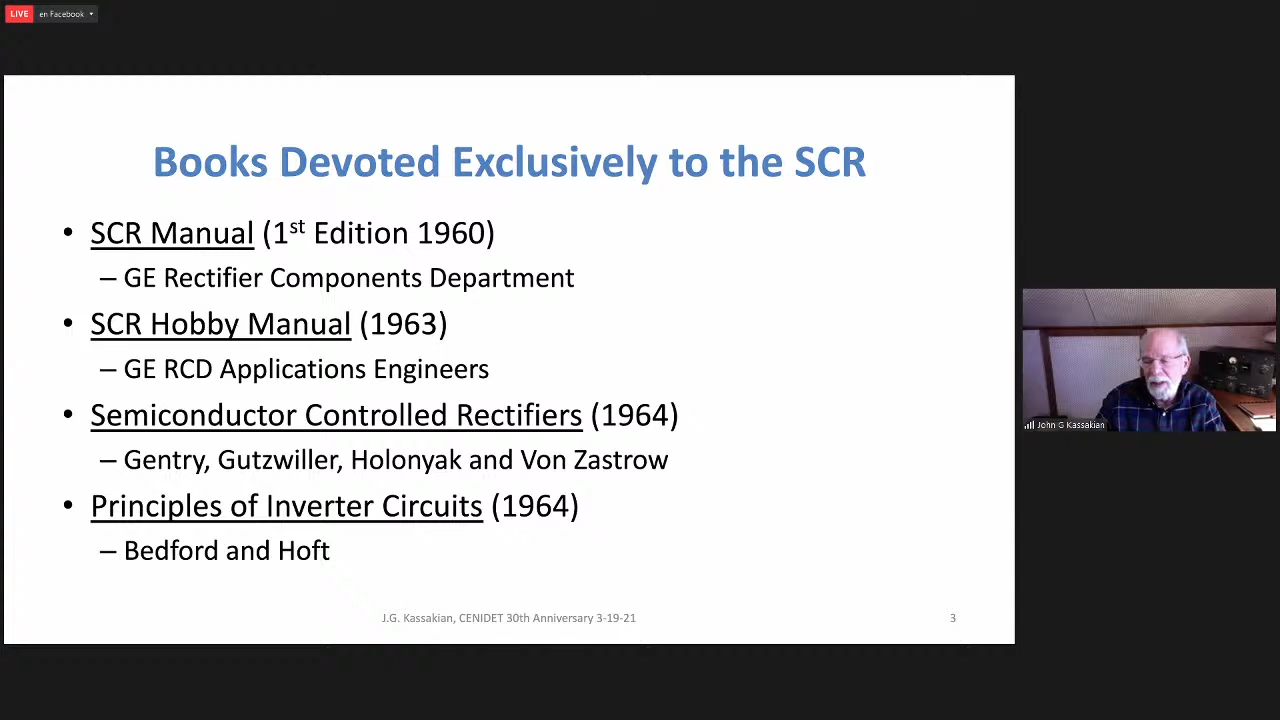 LIVE en Facebook
Books Devoted Exclusively to the SCR
• SCR Manual (1st Edition 1960)
– GE Rectifier Components Department
• SCR Hobby Manual (1963)
– GE RCD Applications Engineers
• Semiconductor Controlled Rectifiers (1964)
– Gentry, Gutzwiller, Holonyak and Von Zastrow
• Principles of Inverter Circuits (1964)
– Bedford and Hoft
J.G. Kassakian, CENIDET 30th Anniversary 3-19-21
3
John G Kassakian